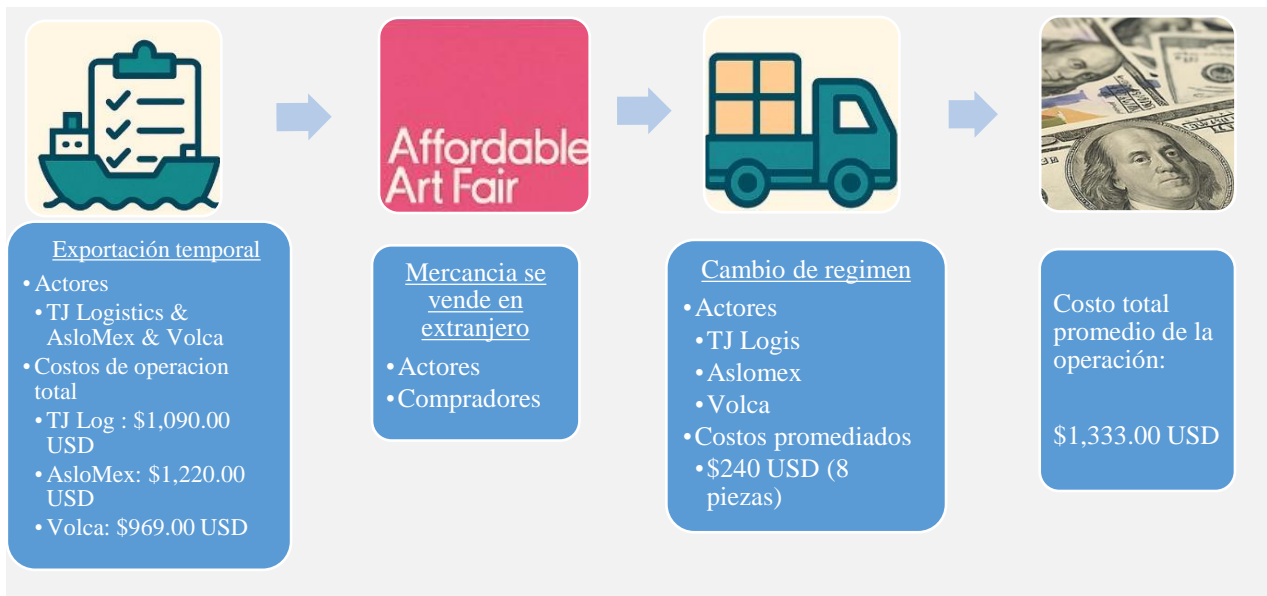 Affordable
Art Fair
Exportación temporal
•Actores
•TJ Logistics &
AsloMex & Volca
•Costos de operacion
total
•TJ Log : $1,090.00
USD
•AsloMex: $1,220.00
USD
•Volca: $969.00 USD
Mercancia se
vende en
extranjero
•Actores
•Compradores
Cambio de regimen
•Actores
•TJ Logis
•Aslomex
•Volca
•Costos promediados
•$240 USD (8
piezas)
Costo total
promedio de la
operación:
$1,333.00 USD